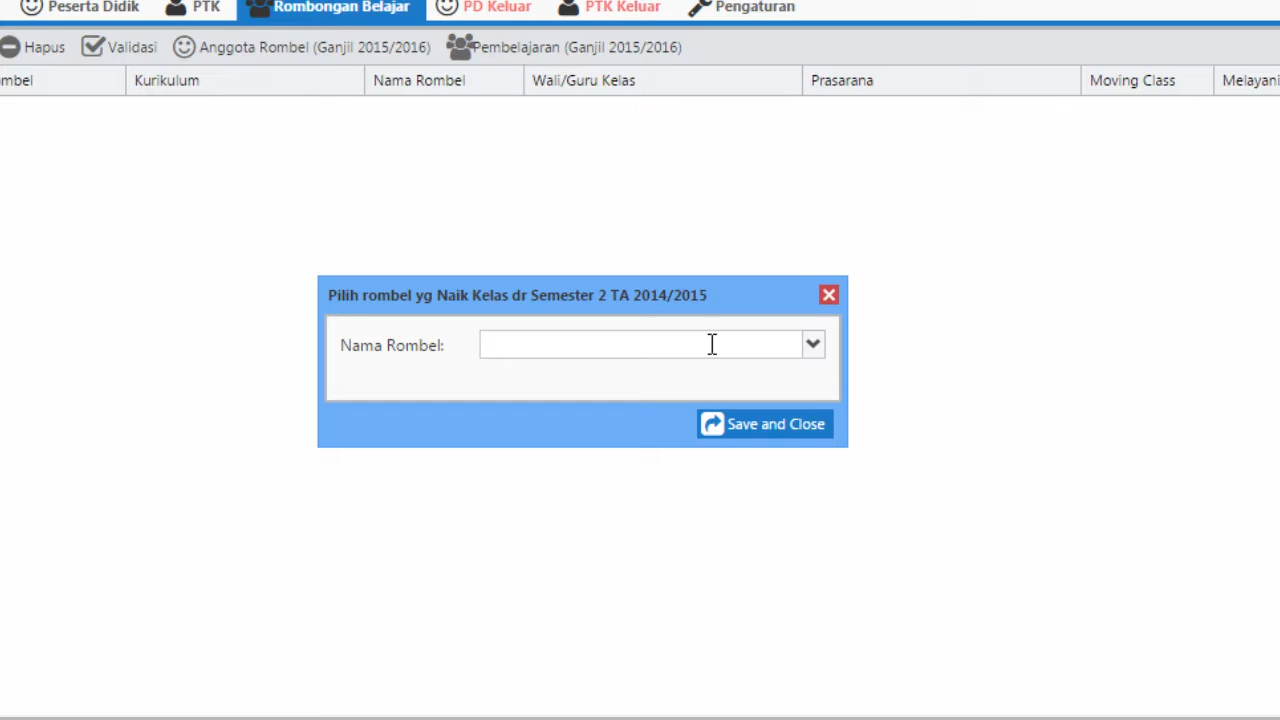 Peserta Didik PTK Rombongan Belajar PD Keluar PTK Keluar Pengaturan
Hapus Validasi Anggota Rombel (Ganjil 2015/2016) Pembelajaran (Ganjil 2015/2016)
mbel Kurikulum Nama Rombel Wali/Guru Kelas Prasarana Moving Class Melayani
Pilih rombel yg Naik Kelas dr Semester 2 TA 2014/2015
Nama Rombel:
Save and Close